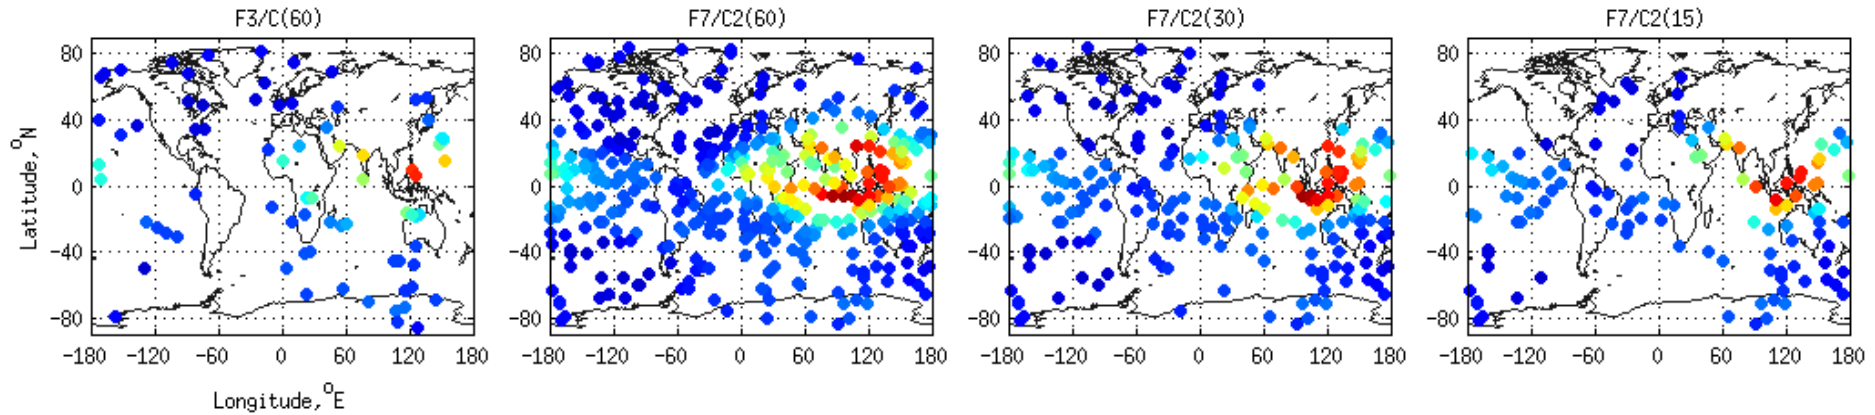 F3/C(60) F7/C2(60) F7/C2(30) F7/C2(15)
80 80 80 80
40 40 40 40
0 0 0 0
−40 −40 −40 −40
−80 −80 −80 −80
Latitude,°N
−180 −120 −60 0 60 120 180 −180 −120 −60 0 60 120 180 −180 −120 −60 0 60 120 180 −180 −120 −60 0 60 120 180
Longitude,°E